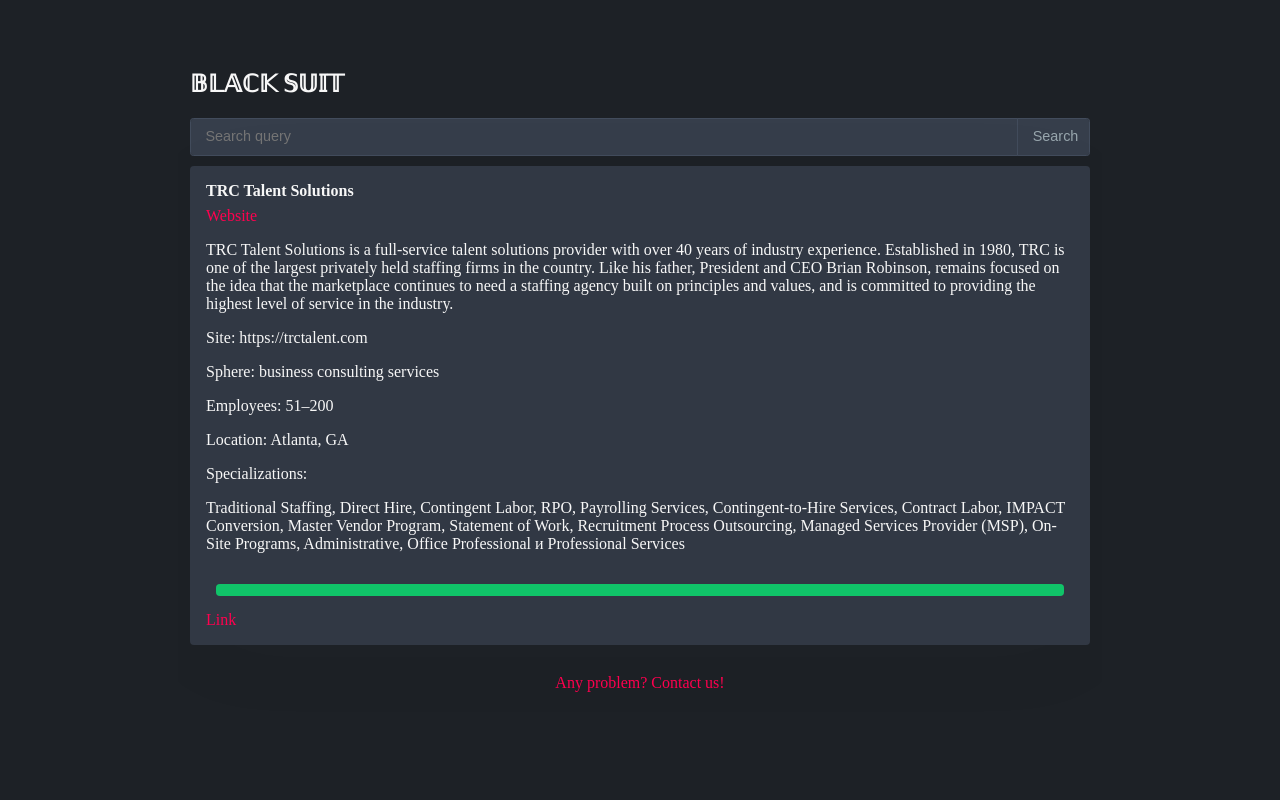 BLACK SUIT
Search query
Search
TRC Talent Solutions
Website
TRC Talent Solutions is a full-service talent solutions provider with over 40 years of industry experience. Established in 1980, TRC is
one of the largest privately held staffing firms in the country. Like his father, President and CEO Brian Robinson, remains focused on
the idea that the marketplace continues to need a staffing agency built on principles and values, and is committed to providing the
highest level of service in the industry.
Site: https://trctalent.com
Sphere: business consulting services
Employees: 51–200
Location: Atlanta, GA
Specializations:
Traditional Staffing, Direct Hire, Contingent Labor, RPO, Payrolling Services, Contingent-to-Hire Services, Contract Labor, IMPACT
Conversion, Master Vendor Program, Statement of Work, Recruitment Process Outsourcing, Managed Services Provider (MSP), On-
Site Programs, Administrative, Office Professional и Professional Services
Link
Any problem? Contact us!